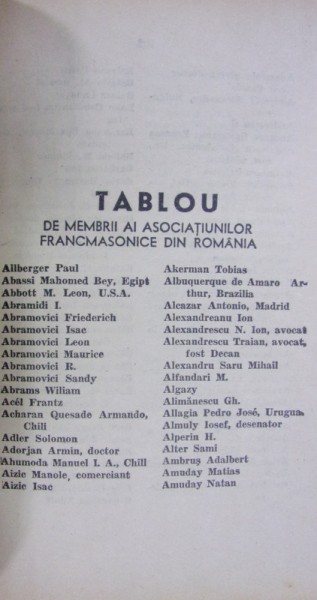 TABLOU
DE MEMBRII AI ASOCIAȚIUNILOR
FRANCMASONICE DIN ROMÂNIA
Ailberger Paul
Abassi Mahomed Bey, Egipt
Abbott M. Leon, U.S.A.
Abramidi I.
Abramovici Friederich
Abramovici Isac
Abramovici Leon
Abramovici Maurice
Abramovici R.
Abramovici Sandy
Abrams Wiliam
Acél Frantz
Acharan Quesade Armando,
Chili
Adler Solomon
Adorjan Armin, doctor
Ahumoda Manuel I. A., Chili
Aizic Manole, comerciant
Aizic Isac
Akerman Tobias
Albuquerque de Amaro Ar-
thur, Brazilia
Alcazar Antonio, Madrid
Alexandreanu Ion
Alexandrescu N. Ion, avocat
Alexandrescu Traian, avocat,
fost Decan
Alexandru Saru Mihail
Alfandari M.
Algazy
Alimănescu Gh.
Allagia Pedro José, Urugua
Almuly Iosef, desenator
Alperin H.
Alter Sami
Ambruș Adalbert
Amuday Matias
Amuday Natan